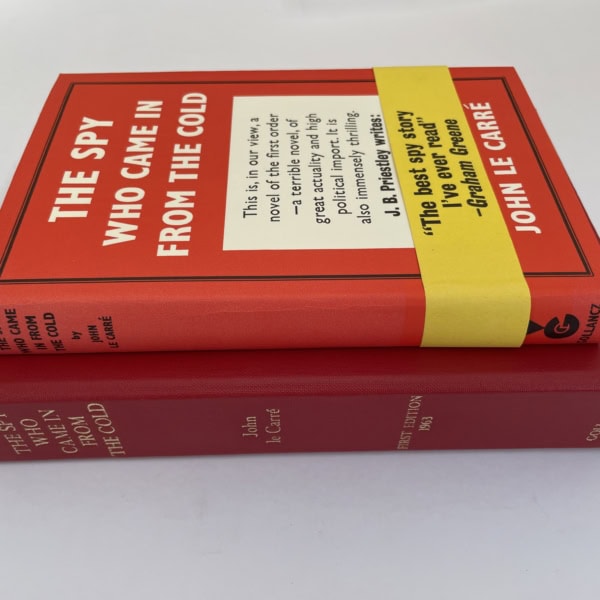 THE SPY
WHO CAME IN
FROM THE COLD
This is, in our view, a
novel of the first order
—a terrible novel, of
great actuality and high
political import. It is
also immensely thrilling.
J. B. Priestley writes:
“The best spy story
I’ve ever read”
—Graham Greene
JOHN LE CARRÉ
THE SPY
WHO CAME
IN FROM
THE COLD
by
JOHN
LE CARRÉ
G
GOLLANCZ
THE SPY
WHO
CAME IN
FROM
THE COLD
John
le Carré
FIRST EDITION
1963